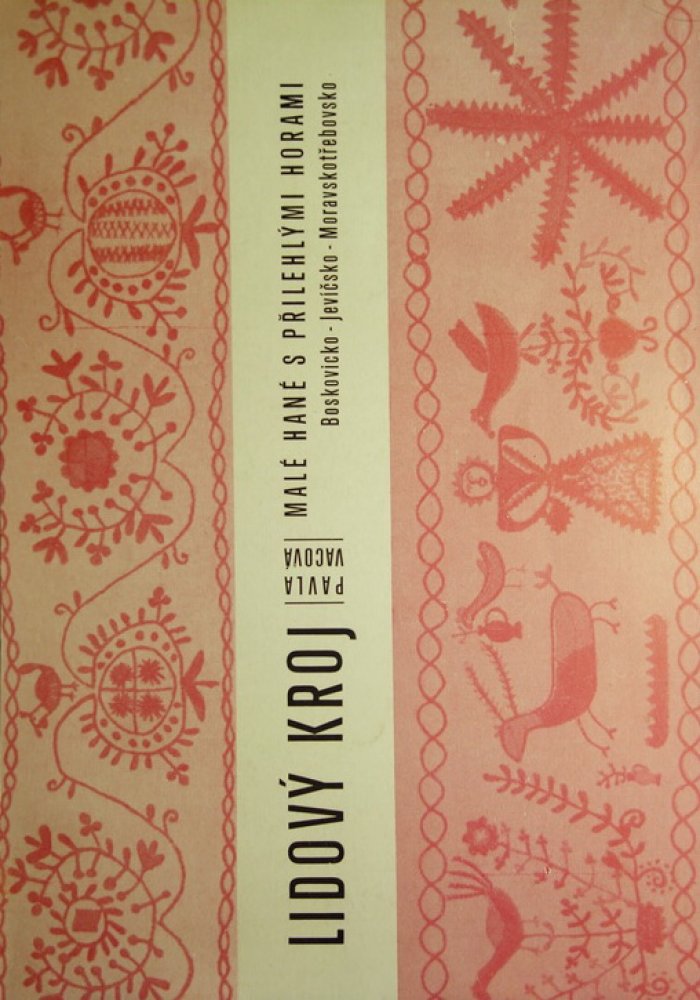 LIDOVÝ KROJ
PAVLA
VACOVÁ
MALÉ HANÉ S PŘILEHLÝMI HORAMI
Boskovicko - Jevíčsko - Moravskotřebovsko